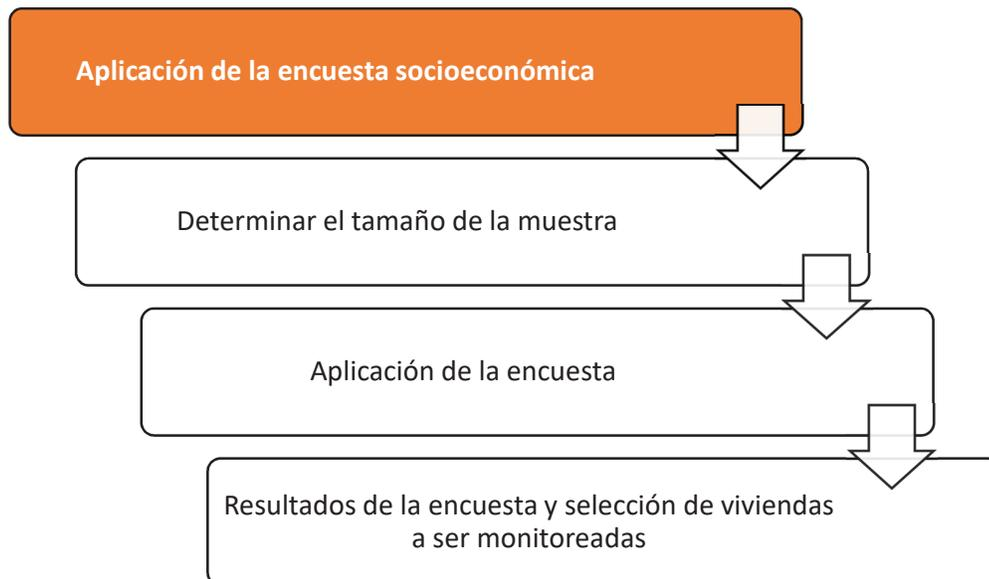 Aplicación de la encuesta socioeconómica
Determinar el tamaño de la muestra
Aplicación de la encuesta
Resultados de la encuesta y selección de viviendas
a ser monitoreadas